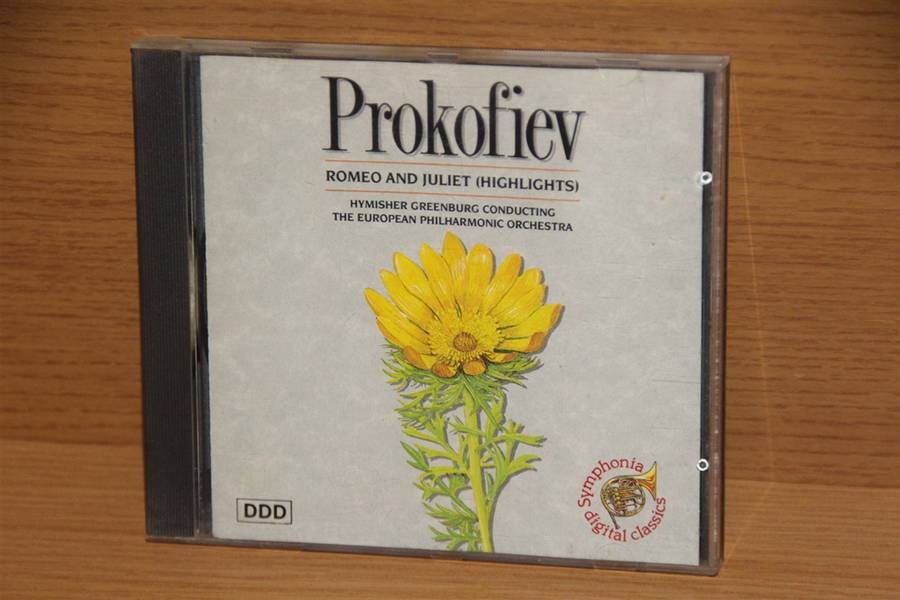 Prokofiev
ROMEO AND JULIET (HIGHLIGHTS)
HYMISHER GREENBURG CONDUCTING
THE EUROPEAN PHILHARMONIC ORCHESTRA
DDD
Symphonia
digital classics